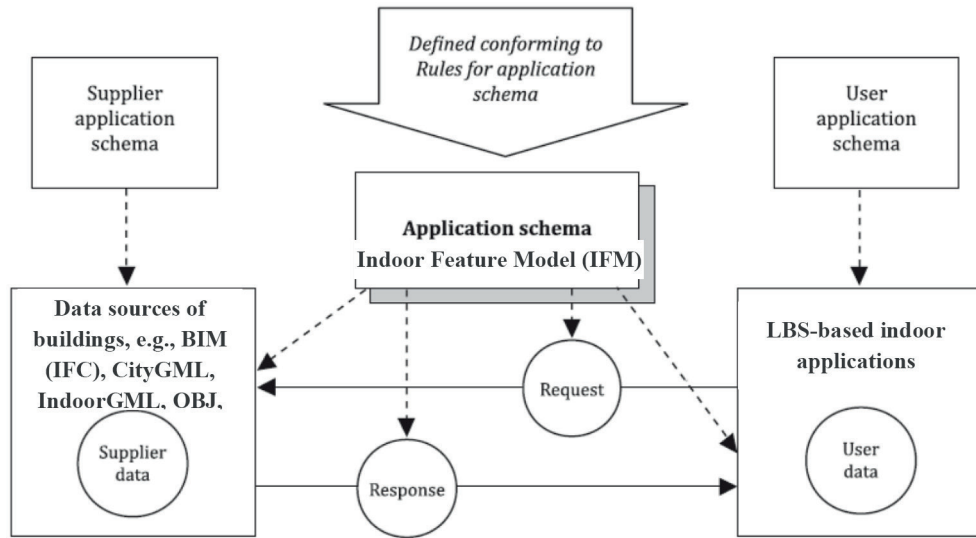 Defined conforming to
Rules for application
schema
Supplier
application
schema
User
application
schema
Application schema
Indoor Feature Model (IFM)
Data sources of
buildings, e.g., BIM
(IFC), CityGML,
IndoorGML, OBJ,
LBS-based indoor
applications
Request
Supplier
data
User
data
Response